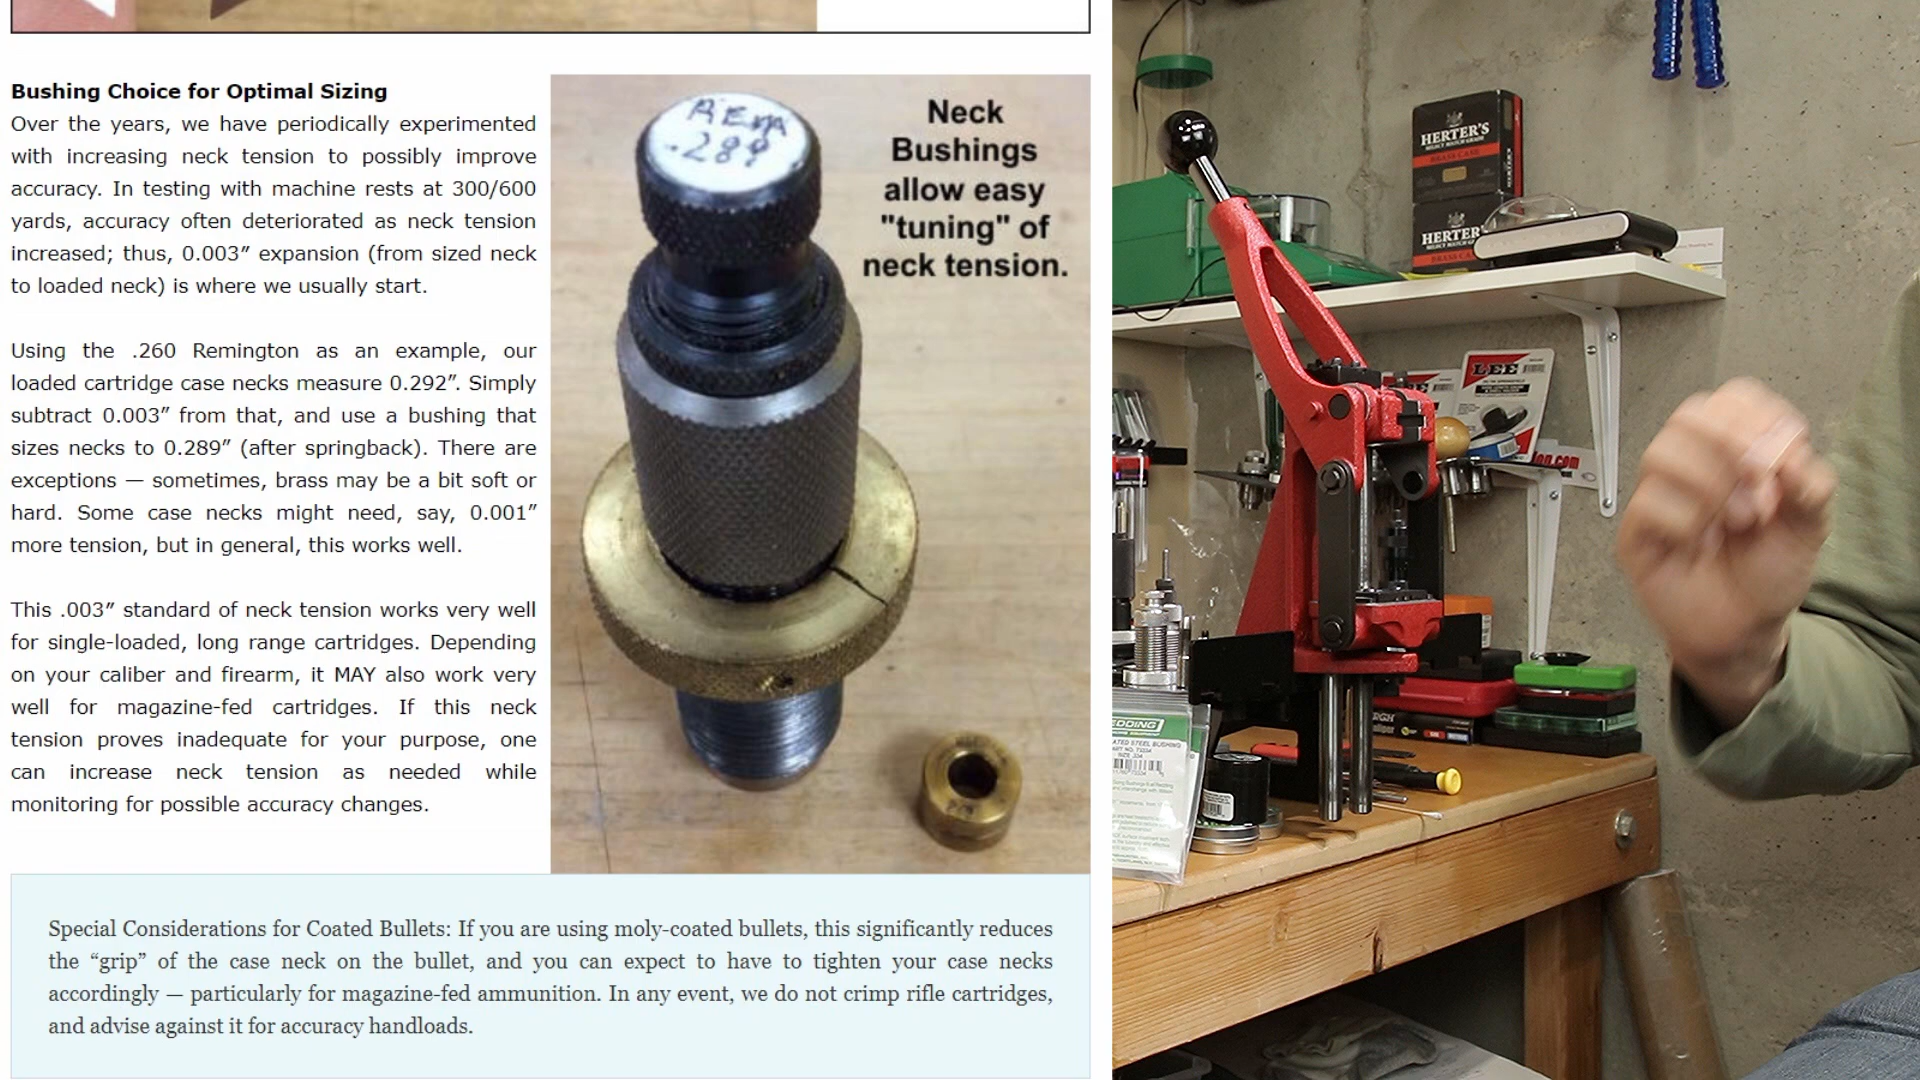 Bushing Choice for Optimal Sizing
Over the years, we have periodically experimented
with increasing neck tension to possibly improve
accuracy. In testing with machine rests at 300/600
yards, accuracy often deteriorated as neck tension
increased; thus, 0.003″ expansion (from sized neck
to loaded neck) is where we usually start.
Using the .260 Remington as an example, our
loaded cartridge case necks measure 0.292”. Simply
subtract 0.003″ from that, and use a bushing that
sizes necks to 0.289″ (after springback). There are
exceptions — sometimes, brass may be a bit soft or
hard. Some case necks might need, say, 0.001”
more tension, but in general, this works well.
This .003″ standard of neck tension works very well
for single-loaded, long range cartridges. Depending
on your caliber and firearm, it MAY also work very
well for magazine-fed cartridges. If this neck
tension proves inadequate for your purpose, one
can increase neck tension as needed while
monitoring for possible accuracy changes.
.289
Neck
Bushings
allow easy
"tuning" of
neck tension.
Special Considerations for Coated Bullets: If you are using moly-coated bullets, this significantly reduces
the “grip” of the case neck on the bullet, and you can expect to have to tighten your case necks
accordingly — particularly for magazine-fed ammunition. In any event, we do not crimp rifle cartridges,
and advise against it for accuracy handloads.
HERTER'S
SELECT MATCH GRADE
BRASS CASE
HERTER'S
BRASS CASE
LEE